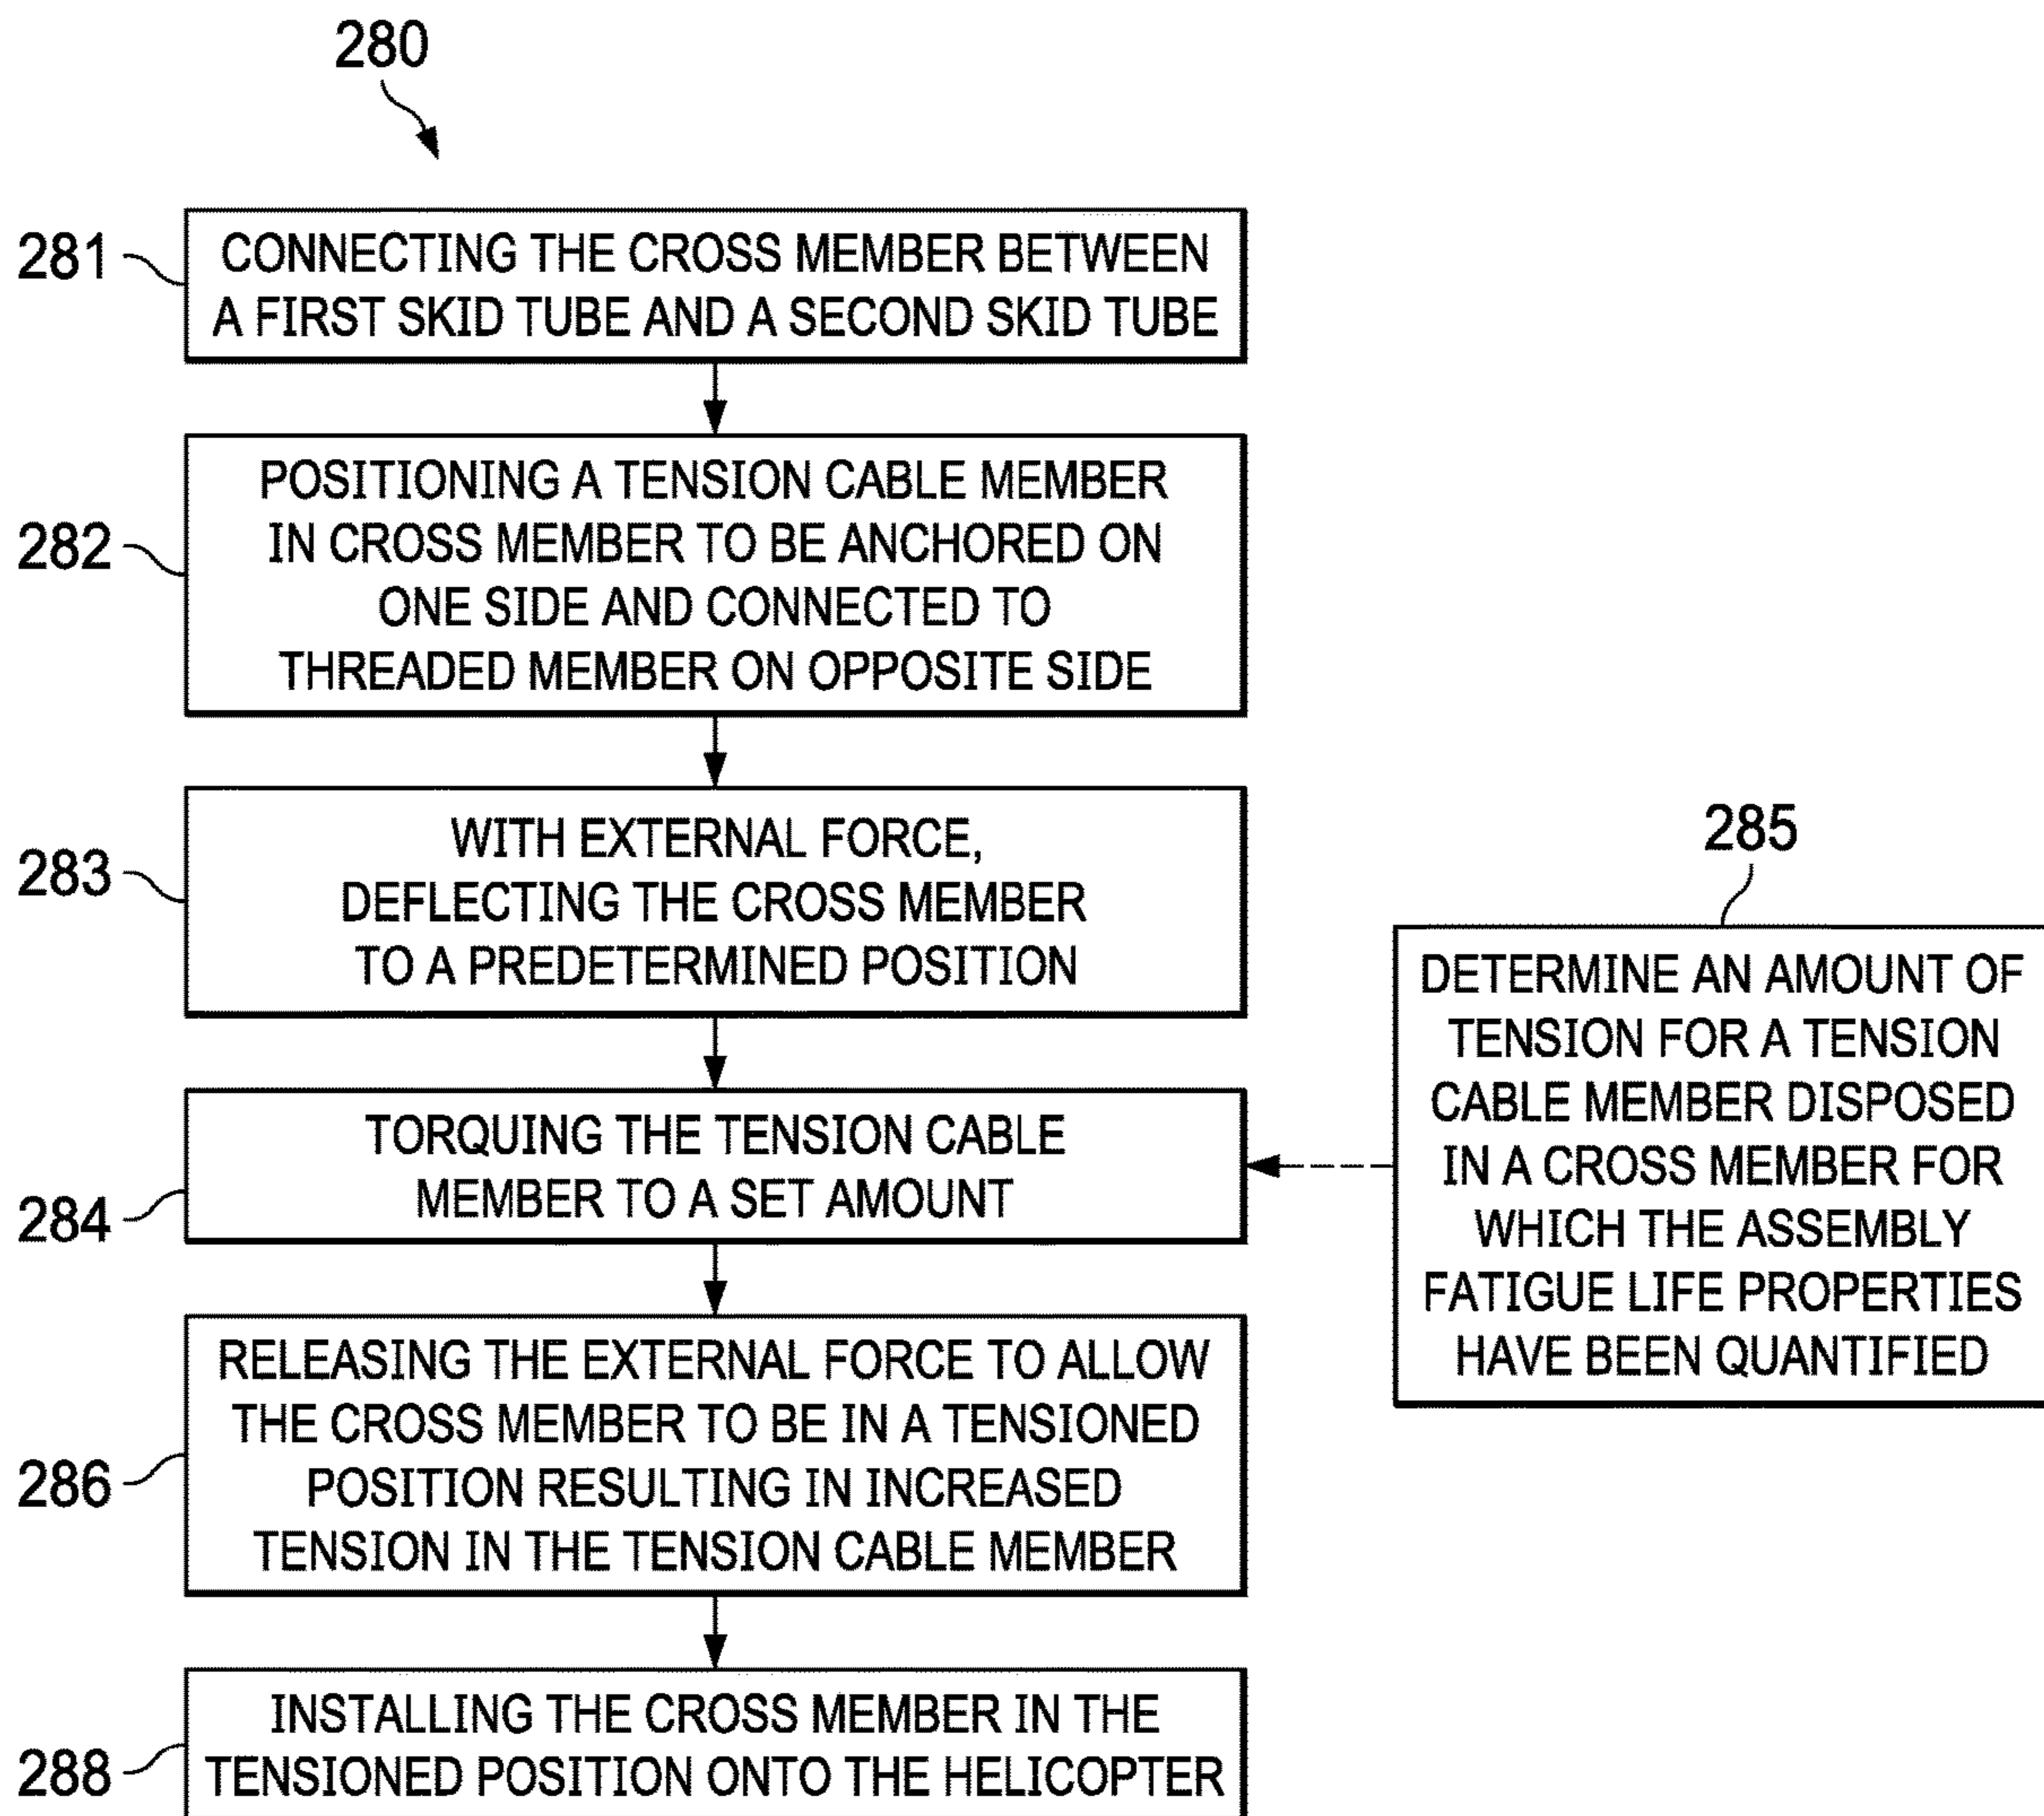 280
281
CONNECTING THE CROSS MEMBER BETWEEN
A FIRST SKID TUBE AND A SECOND SKID TUBE
282
POSITIONING A TENSION CABLE MEMBER
IN CROSS MEMBER TO BE ANCHORED ON
ONE SIDE AND CONNECTED TO
THREADED MEMBER ON OPPOSITE SIDE
283
WITH EXTERNAL FORCE,
DEFLECTING THE CROSS MEMBER
TO A PREDETERMINED POSITION
284
TORQUING THE TENSION CABLE
MEMBER TO A SET AMOUNT
285
DETERMINE AN AMOUNT OF
TENSION FOR A TENSION
CABLE MEMBER DISPOSED
IN A CROSS MEMBER FOR
WHICH THE ASSEMBLY
FATIGUE LIFE PROPERTIES
HAVE BEEN QUANTIFIED
286
RELEASING THE EXTERNAL FORCE TO ALLOW
THE CROSS MEMBER TO BE IN A TENSIONED
POSITION RESULTING IN INCREASED
TENSION IN THE TENSION CABLE MEMBER
288
INSTALLING THE CROSS MEMBER IN THE
TENSIONED POSITION ONTO THE HELICOPTER